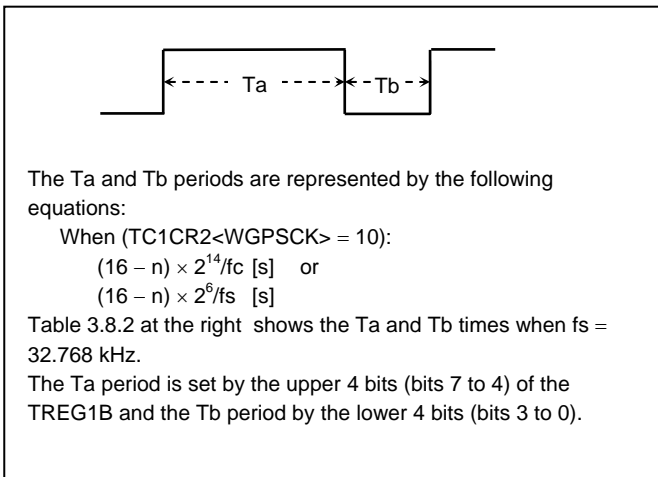 Ta Tb
The Ta and Tb periods are represented by the following
equations:
When (TC1CR2<WGPSCK> = 10):
(16 − n) × 2^14/fc [s] or
(16 − n) × 2^6/fs [s]
Table 3.8.2 at the right shows the Ta and Tb times when fs =
32.768 kHz.
The Ta period is set by the upper 4 bits (bits 7 to 4) of the
TREG1B and the Tb period by the lower 4 bits (bits 3 to 0).